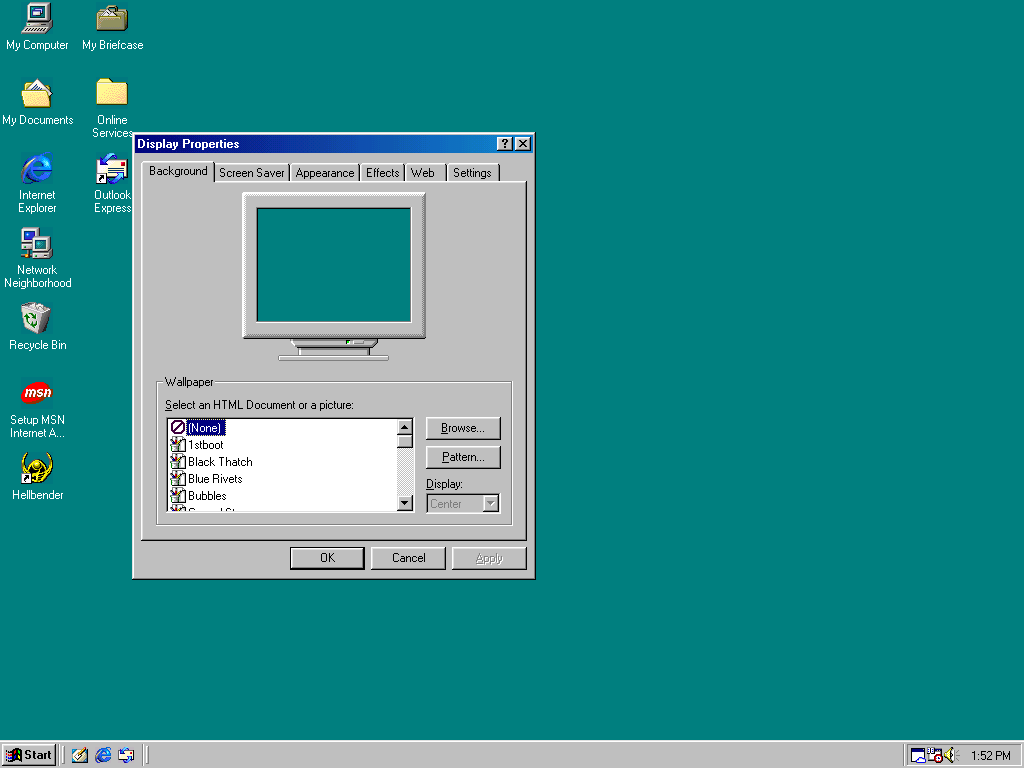 My Computer
My Briefcase
My Documents
Online
Services
Internet
Explorer
Outlook
Express
Network
Neighborhood
Recycle Bin
msn
Setup MSN
Internet A...
Hellbender
Display Properties
Background
Screen Saver
Appearance
Effects
Web
Settings
Wallpaper
Select an HTML Document or a picture:
(None)
1stboot
Black Thatch
Blue Rivets
Bubbles
Browse...
Pattern...
Display:
Center
OK
Cancel
Apply
Start
1:52 PM